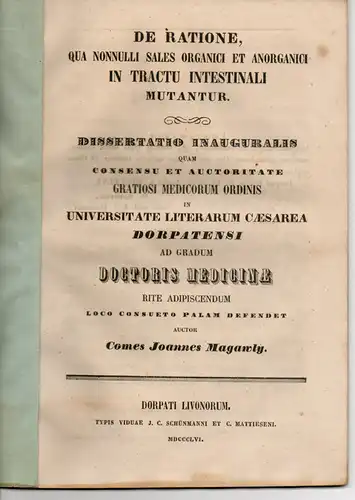 DE RATIONE,
QUA NONNULLI SALES ORGANICI ET ANORGANICI
IN TRACTU INTESTINALI
MUTANTUR.
DISSERTATIO INAUGURALIS
QUAM
CONSENSU ET AUCTORITATE
GRATIOSI MEDICORUM ORDINIS
IN
UNIVERSITATE LITERARUM CÆSAREA
DORPATENSI
AD GRADUM
DOCTORIS MEDICINÆ
RITE ADIPISCENDUM
LOCO CONSUETO PALAM DEFENDET
AUCTOR
Comes Joannes Magawly.
DORPATI LIVONORUM.
TYPIS VIDUAE J. C. SCHÜNMANNI ET C. MATTIESENI.
MDCCCLVI.